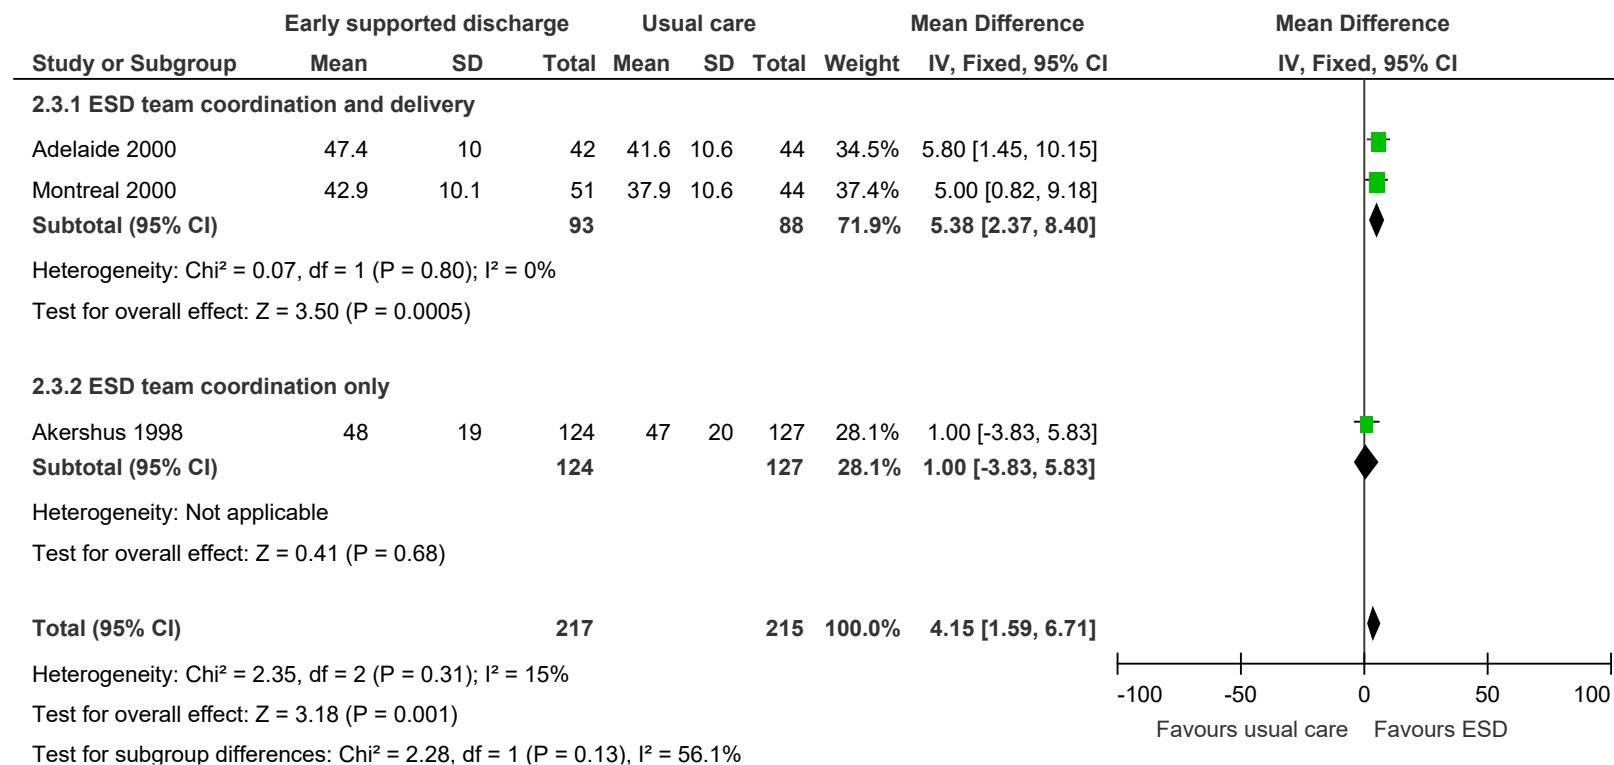 Early supported discharge Usual care Mean Difference Mean Difference
Study or Subgroup Mean SD Total Mean SD Total Weight IV, Fixed, 95% CI IV, Fixed, 95% CI
2.3.1 ESD team coordination and delivery
Adelaide 2000 47.4 10 42 41.6 10.6 44 34.5% 5.80 [1.45, 10.15]
Montreal 2000 42.9 10.1 51 37.9 10.6 44 37.4% 5.00 [0.82, 9.18]
Subtotal (95% CI) 93 88 71.9% 5.38 [2.37, 8.40]
Heterogeneity: Chi² = 0.07, df = 1 (P = 0.80); I² = 0%
Test for overall effect: Z = 3.50 (P = 0.0005)
2.3.2 ESD team coordination only
Akershus 1998 48 19 124 47 20 127 28.1% 1.00 [-3.83, 5.83]
Subtotal (95% CI) 124 127 28.1% 1.00 [-3.83, 5.83]
Heterogeneity: Not applicable
Test for overall effect: Z = 0.41 (P = 0.68)
Total (95% CI) 217 215 100.0% 4.15 [1.59, 6.71]
Heterogeneity: Chi² = 2.35, df = 2 (P = 0.31); I² = 15%
Test for overall effect: Z = 3.18 (P = 0.001)
Test for subgroup differences: Chi² = 2.28, df = 1 (P = 0.13), I² = 56.1%
-100 -50 0 50 100
Favours usual care Favours ESD